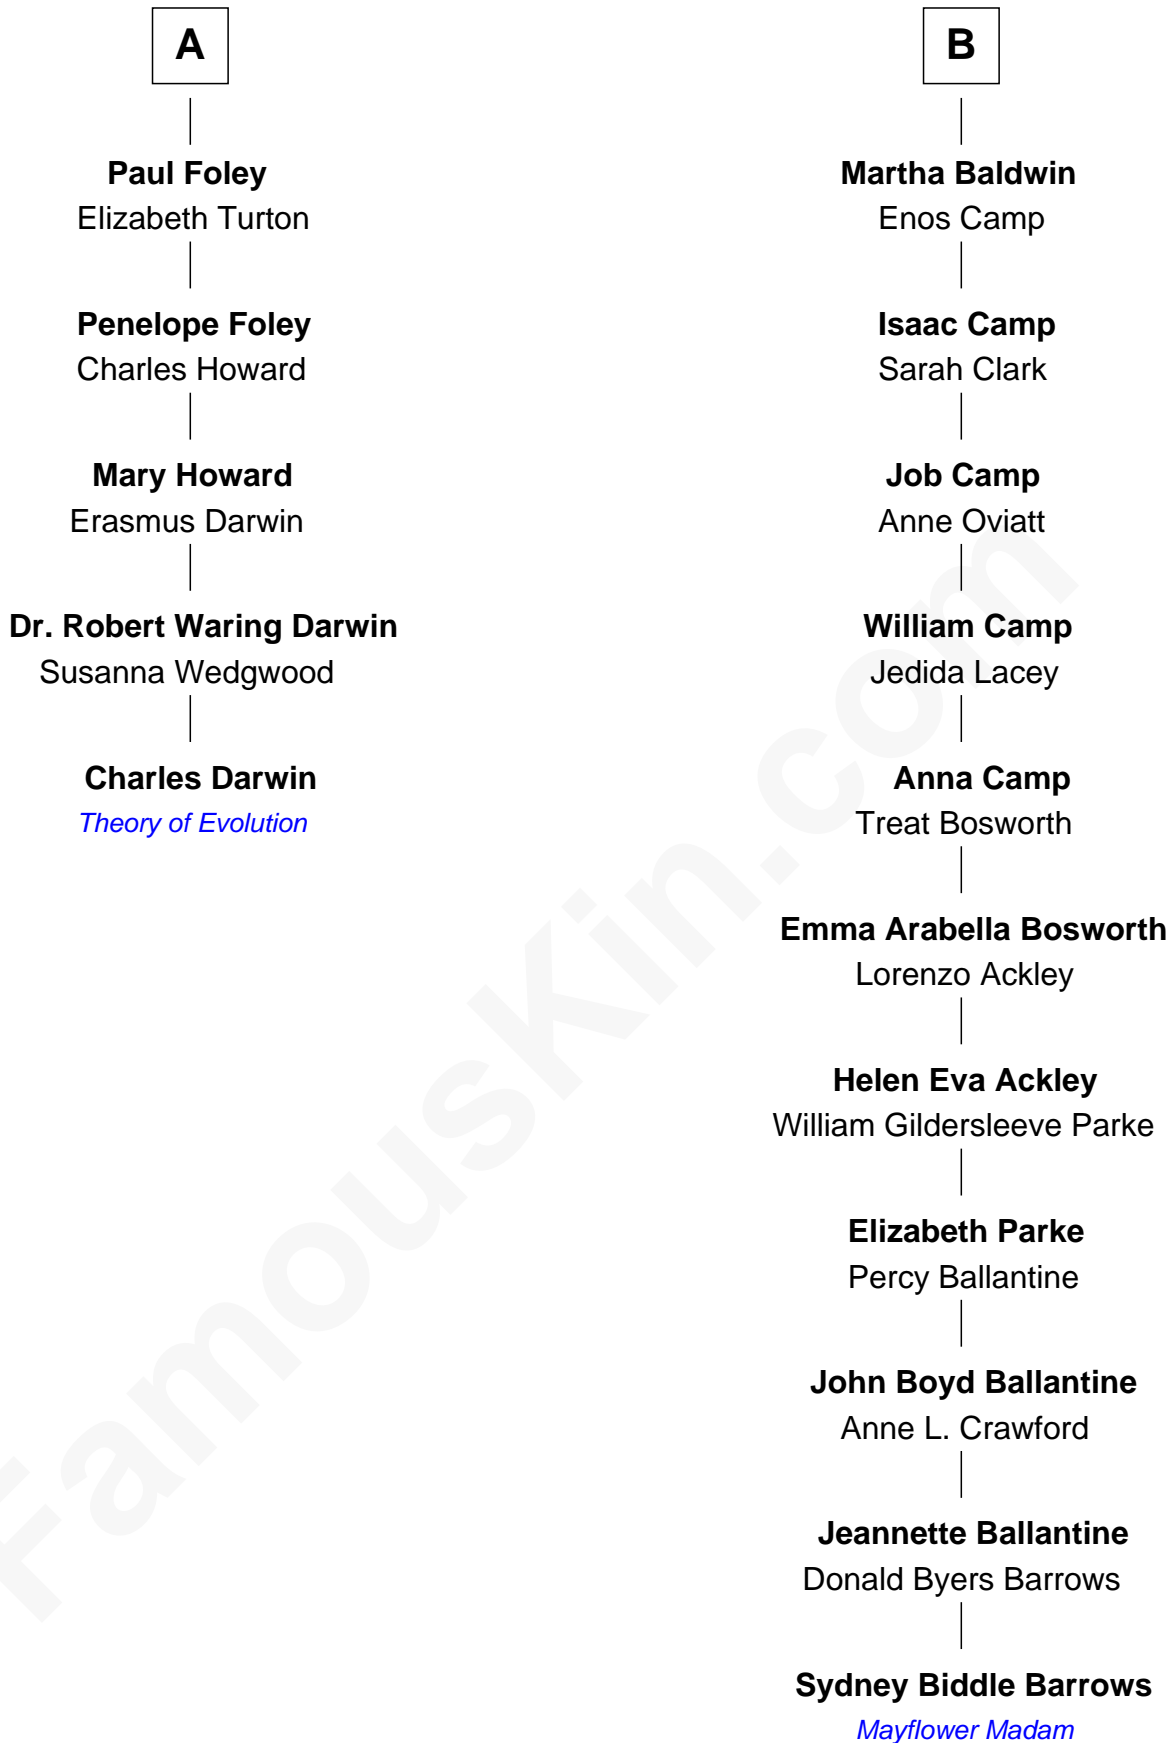 A
Paul Foley
Elizabeth Turton
Penelope Foley
Charles Howard
Mary Howard
Erasmus Darwin
Dr. Robert Waring Darwin
Susanna Wedgwood
Charles Darwin
Theory of Evolution
B
Martha Baldwin
Enos Camp
Isaac Camp
Sarah Clark
Job Camp
Anne Oviatt
William Camp
Jedida Lacey
Anna Camp
Treat Bosworth
Emma Arabella Bosworth
Lorenzo Ackley
Helen Eva Ackley
William Gildersleeve Parke
Elizabeth Parke
Percy Ballantine
John Boyd Ballantine
Anne L. Crawford
Jeannette Ballantine
Donald Byers Barrows
Sydney Biddle Barrows
Mayflower Madam
FamousKin.com